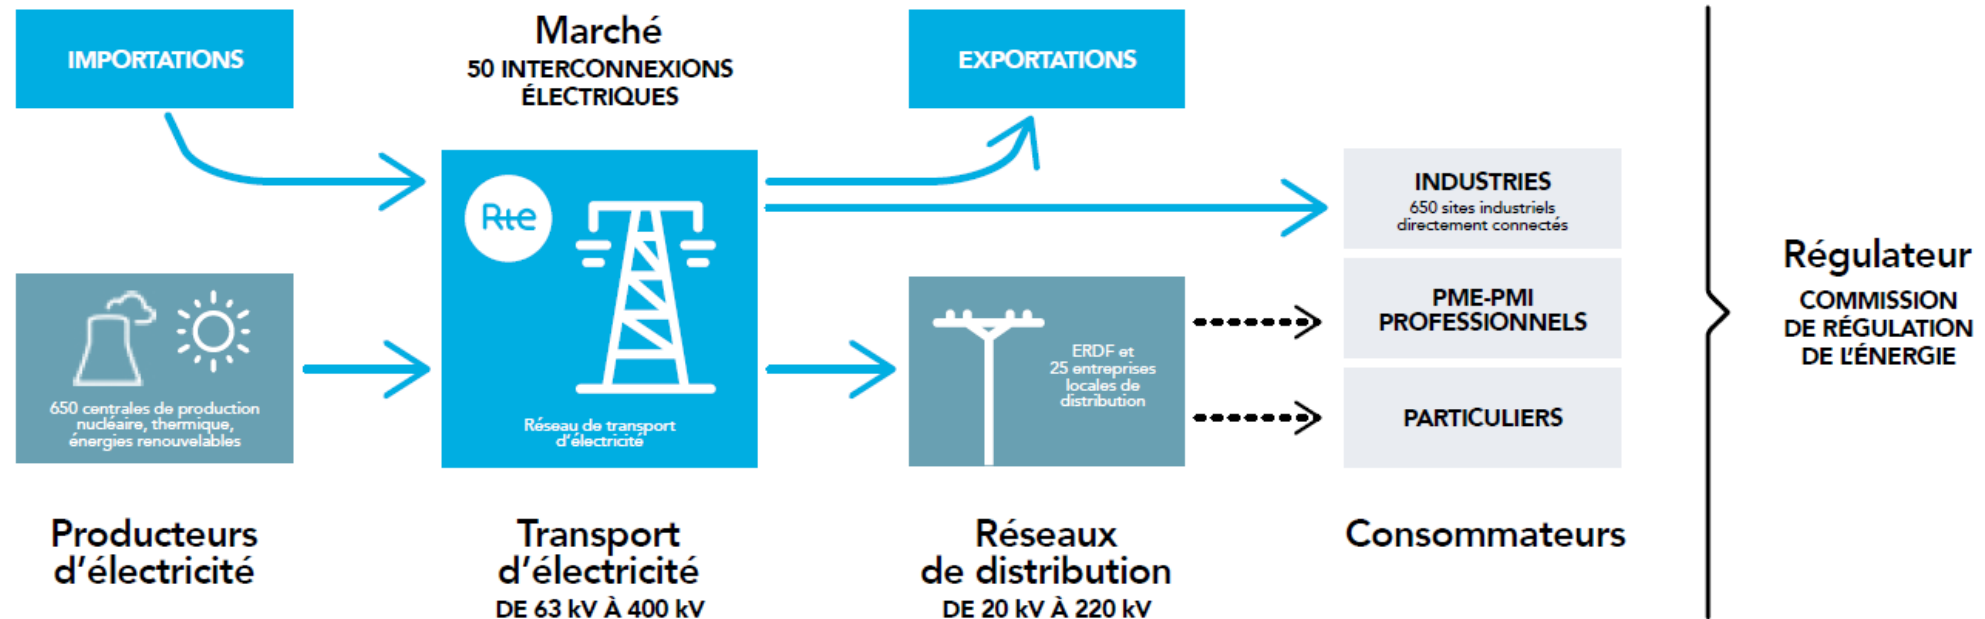 IMPORTATIONS
Marché
50 INTERCONNEXIONS
ÉLECTRIQUES
EXPORTATIONS
Rte
Réseau de transport
d'électricité
650 centrales de production
nucléaire, thermique,
énergies renouvelables
ERDF et
25 entreprises
locales de
distribution
INDUSTRIES
650 sites industriels
directement connectés
PME-PMI
PROFESSIONNELS
PARTICULIERS
Régulateur
COMMISSION
DE RÉGULATION
DE L'ÉNERGIE
Producteurs
d'électricité
Transport
d'électricité
DE 63 kV À 400 kV
Réseaux
de distribution
DE 20 kV À 220 kV
Consommateurs